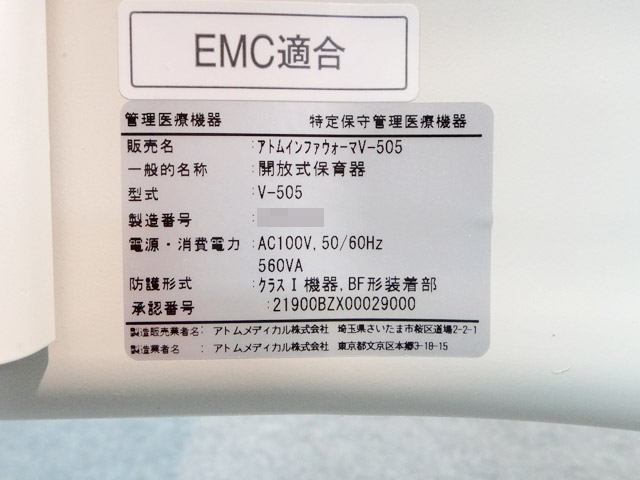 EMC適合
管理医療機器 特定保守管理医療機器
販売名 :アトムインファウォーマV-505
一般的名称 :開放式保育器
型式 :V-505
製造番号 :
電源・消費電力 :AC100V,50/60Hz
560VA
防護形式 :クラスⅠ機器,BF形装着部
承認番号 :21900BZX00029000
製造販売業者名: アトムメディカル株式会社 埼玉県さいたま市桜区道場2-2-1
製造業者名 : アトムメディカル株式会社 東京都文京区本郷3-18-15